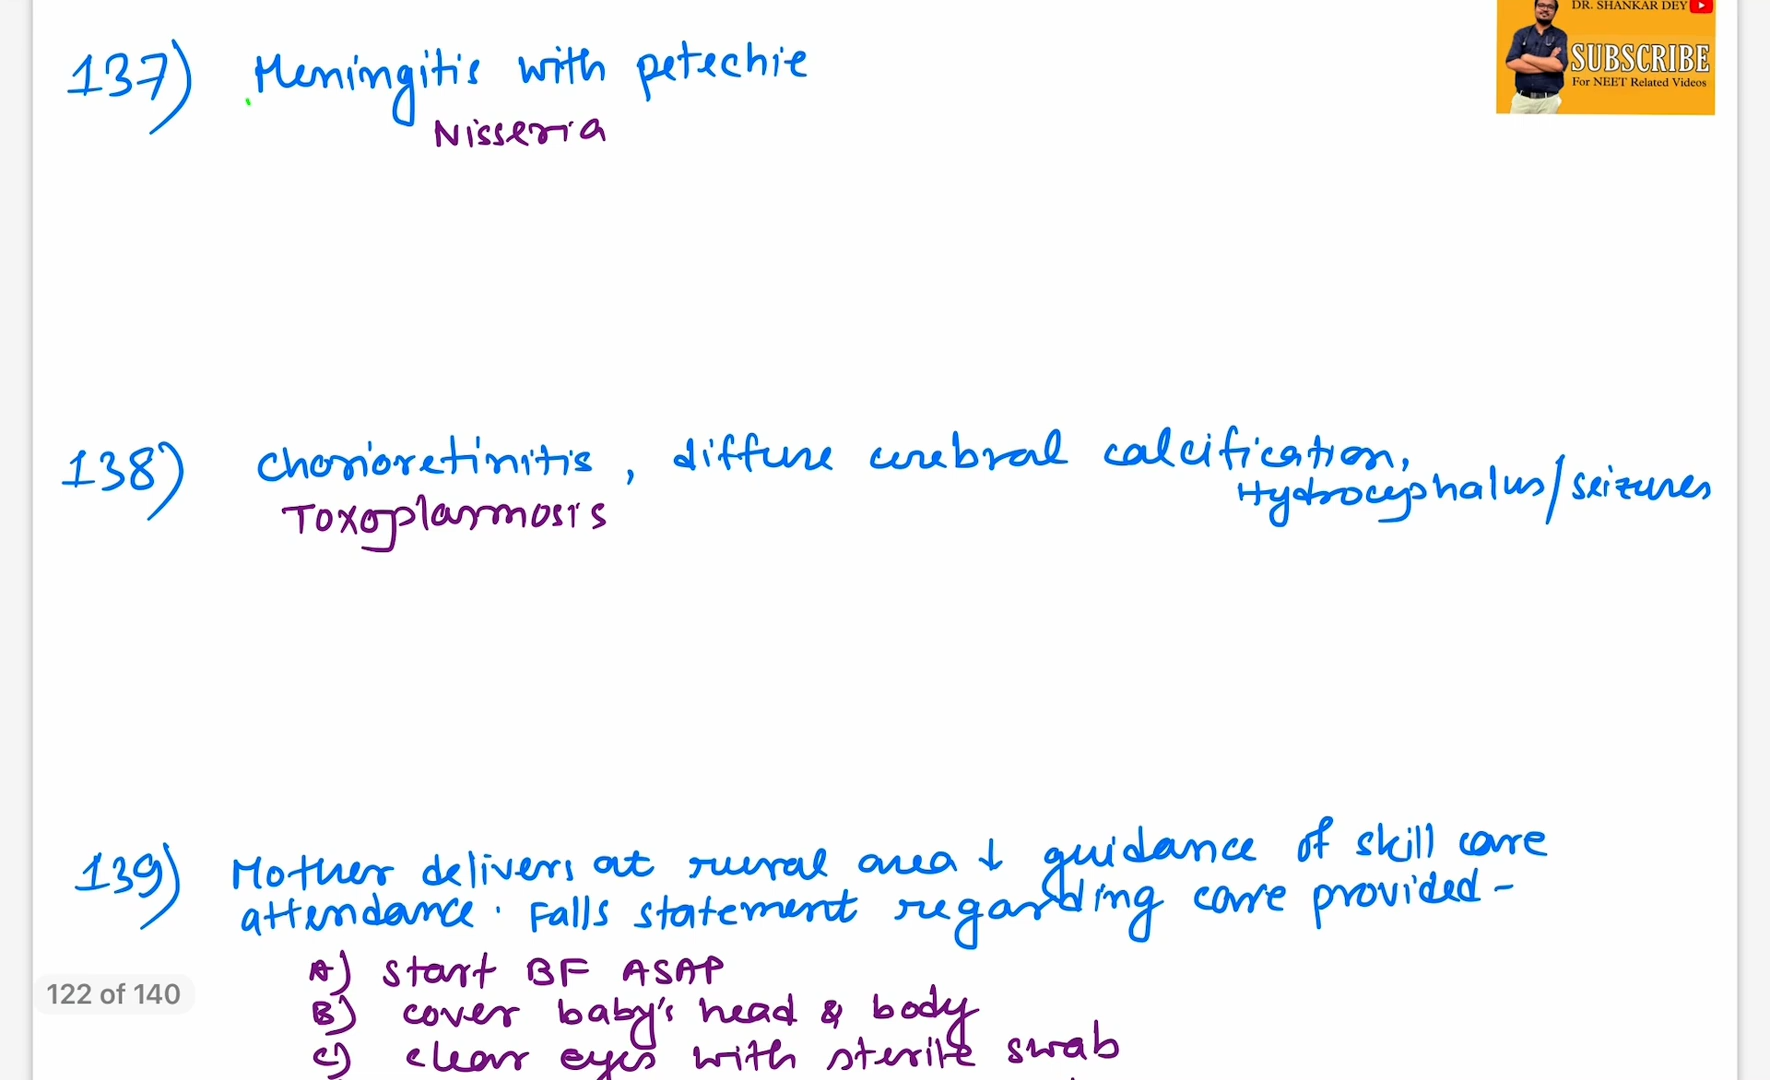 DR. SHANKAR DEY
SUBSCRIBE
For NEET Related Videos
137) Meningitis with petechie
Nisseria
138) chorioretinitis, diffuse cerebral calcification,
Hydrocephalus/seizures
Toxoplasmosis
139) Mother delivers at rural area ↓ guidance of skill care
attendance. Falls statement regarding care provided -
A) start BF ASAP
B) cover baby's head & body
C) clear eyes with sterile swab
122 of 140